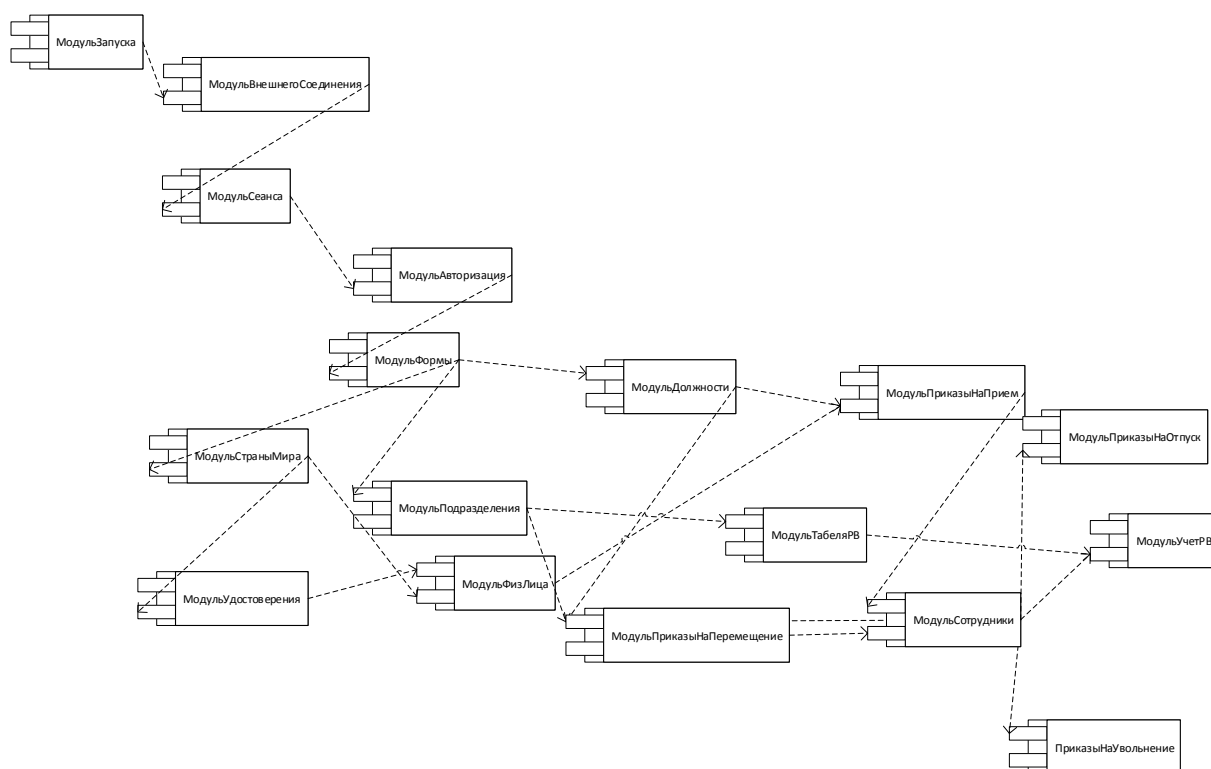 МодульЗапуска
МодульВнешнегоСоединения
МодульСеанса
МодульАвторизация
МодульФормы
МодульДолжности
МодульПриказыНаПрием
МодульПриказыНаОтпуск
МодульСтраныМира
МодульПодразделения
МодульТабеляРВ
МодульУчетРВ
МодульФизЛица
МодульУдостоверения
МодульСотрудники
МодульПриказыНаПеремещение
ПриказыНаУвольнение